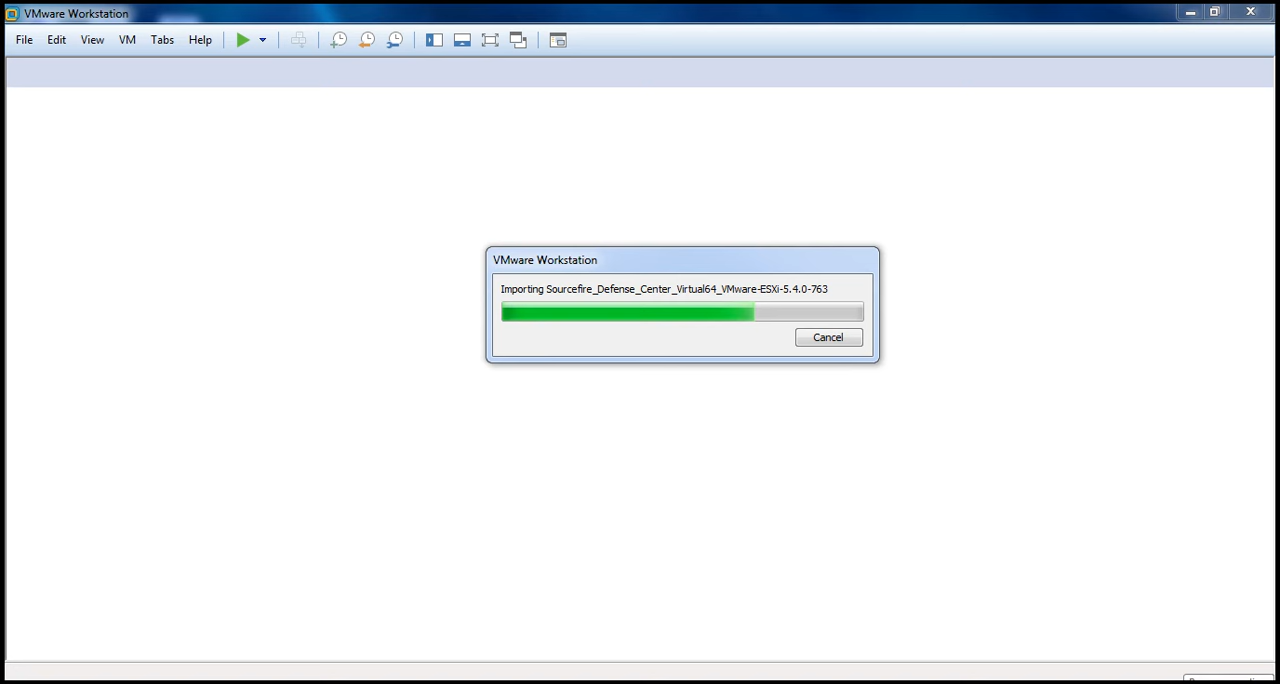 VMware Workstation
File Edit View VM Tabs Help
VMware Workstation
Importing Sourcefire_Defense_Center_Virtual64_VMware-ESXi-5.4.0-763
Cancel